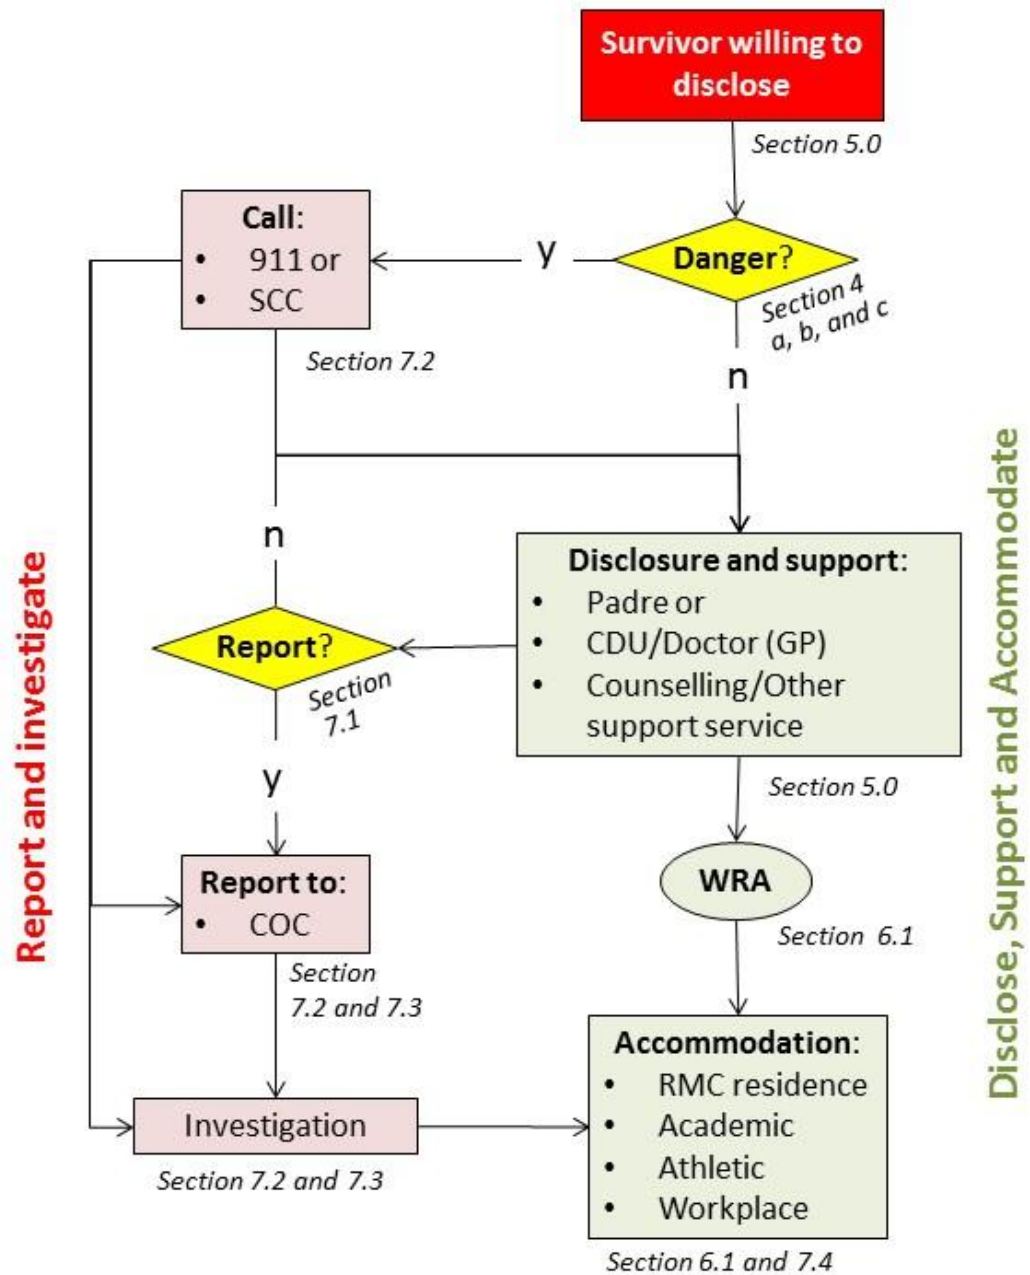 Survivor willing to
disclose
Section 5.0
Call:
• 911 or
• SCC
y
Danger?
Section 4
a, b, and c
Section 7.2
n
n
Disclosure and support:
• Padre or
• CDU/Doctor (GP)
• Counselling/Other
support service
Report?
Section
7.1
Section 5.0
y
WRA
Section 6.1
Report to:
• COC
Section
7.2 and 7.3
Accommodation:
• RMC residence
• Academic
• Athletic
• Workplace
Investigation
Section 7.2 and 7.3
Section 6.1 and 7.4
Report and investigate
Disclose, Support and Accommodate